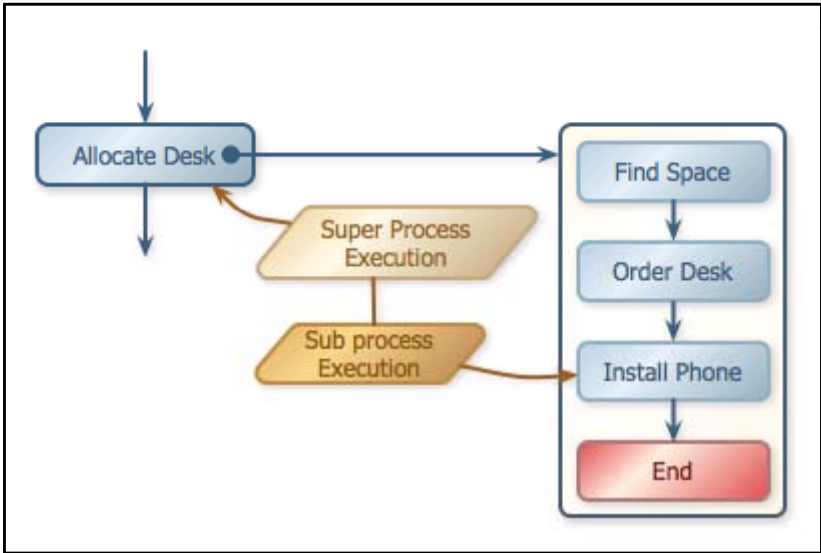 Allocate Desk
Find Space
Super Process
Execution
Order Desk
Sub process
Execution
Install Phone
End